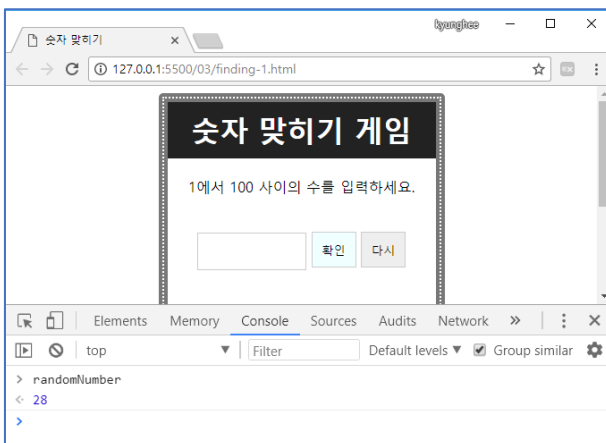 kyunghee
숫자 맞히기
127.0.0.1:5500/03/finding-1.html
숫자 맞히기 게임
1에서 100 사이의 수를 입력하세요.
확인 다시
Elements Memory Console Sources Audits Network »
top ▼ Filter Default levels ▼ Group similar
> randomNumber
28
>